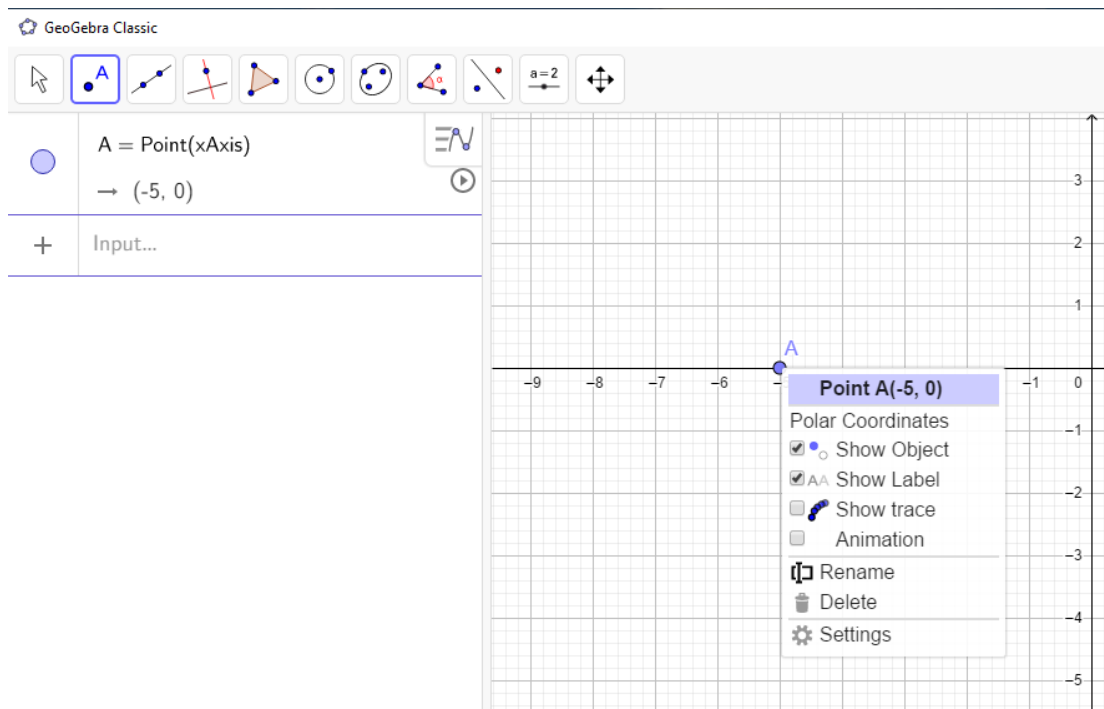 GeoGebra Classic
A
α
a=2
A = Point(xAxis)
→ (-5, 0)
+ Input...
3
2
1
A
-9 -8 -7 -6 -1 0
Point A(-5, 0)
Polar Coordinates
Show Object
AA Show Label
Show trace
Animation
Rename
Delete
Settings
-1
-2
-3
-4
-5